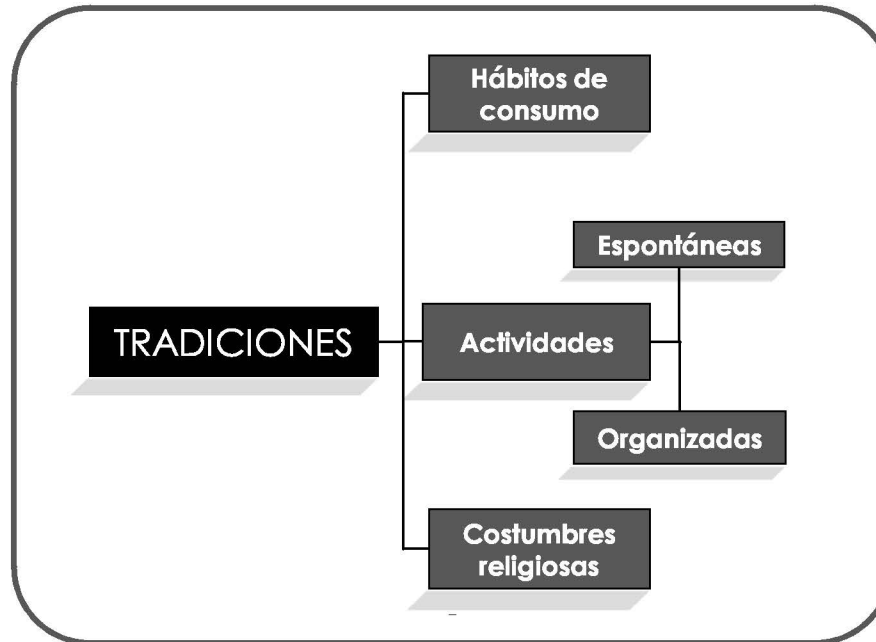 Hábitos de
consumo
Espontáneas
TRADICIONES
Actividades
Organizadas
Costumbres
religiosas